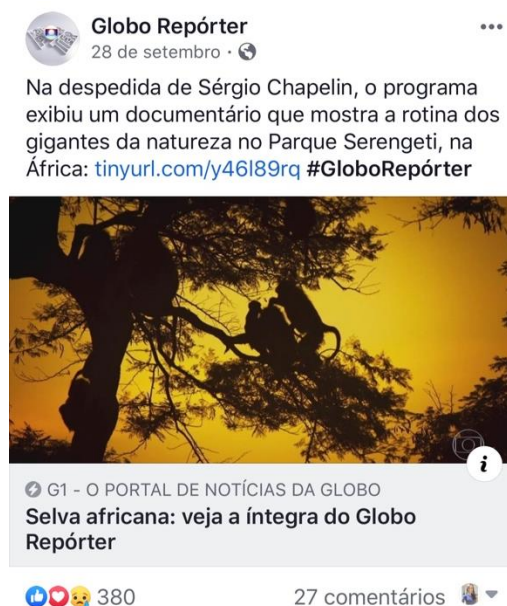 Globo Repórter
28 de setembro ·
Na despedida de Sérgio Chapelin, o programa
exibiu um documentário que mostra a rotina dos
gigantes da natureza no Parque Serengeti, na
África: tinyurl.com/y46l89rq #GloboRepórter
G1 - O PORTAL DE NOTÍCIAS DA GLOBO
Selva africana: veja a íntegra do Globo
Repórter
380
27 comentários